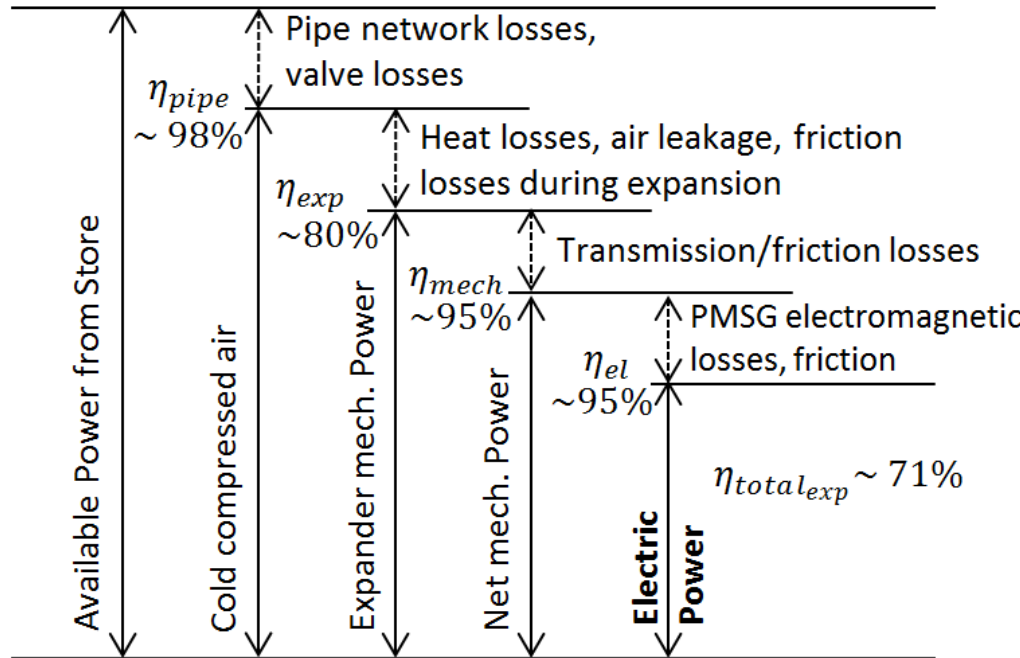 Pipe network losses,
valve losses
η_pipe
~ 98%
Heat losses, air leakage, friction
losses during expansion
η_exp
~80%
Transmission/friction losses
η_mech
~95%
PMSG electromagnetic
losses, friction
η_el
~95%
η_total_exp ~ 71%
Available Power from Store
Cold compressed air
Expander mech. Power
Net mech. Power
Electric
Power